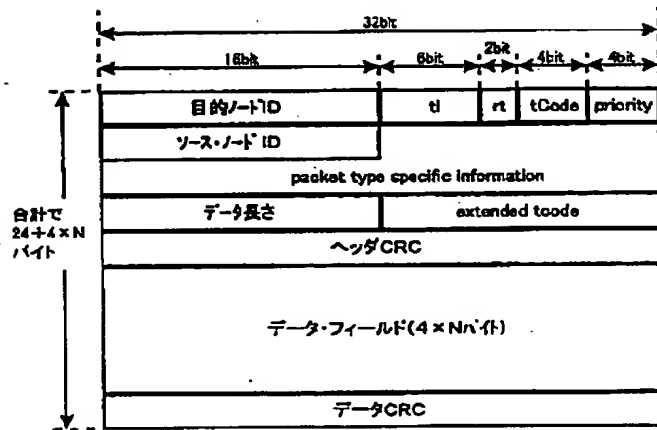 32bit
16bit 6bit 2bit 4bit 4bit
目的ノードID tl rt tCode priority
ソース・ノードID
packet type specific information
データ長さ extended tcode
ヘッダCRC
合計で
24+4×N
バイト
データ・フィールド(4×Nバイト)
データCRC